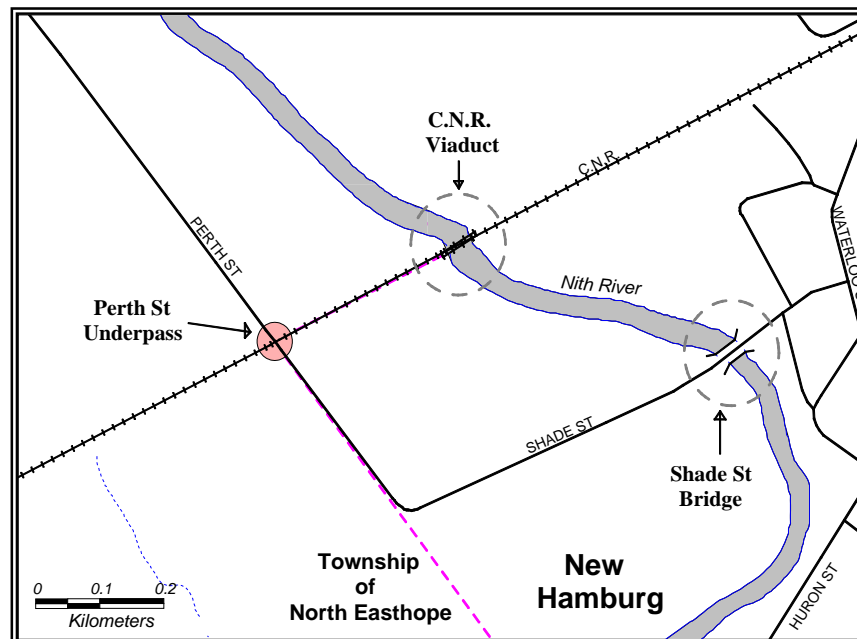 C.N.R.
Viaduct
C.N.R.
PERTH ST
WATERLOO S
Nith River
Perth St
Underpass
SHADE ST
Shade St
Bridge
Township
of
North Easthope
New
Hamburg
HURON ST
0 0.1 0.2
Kilometers